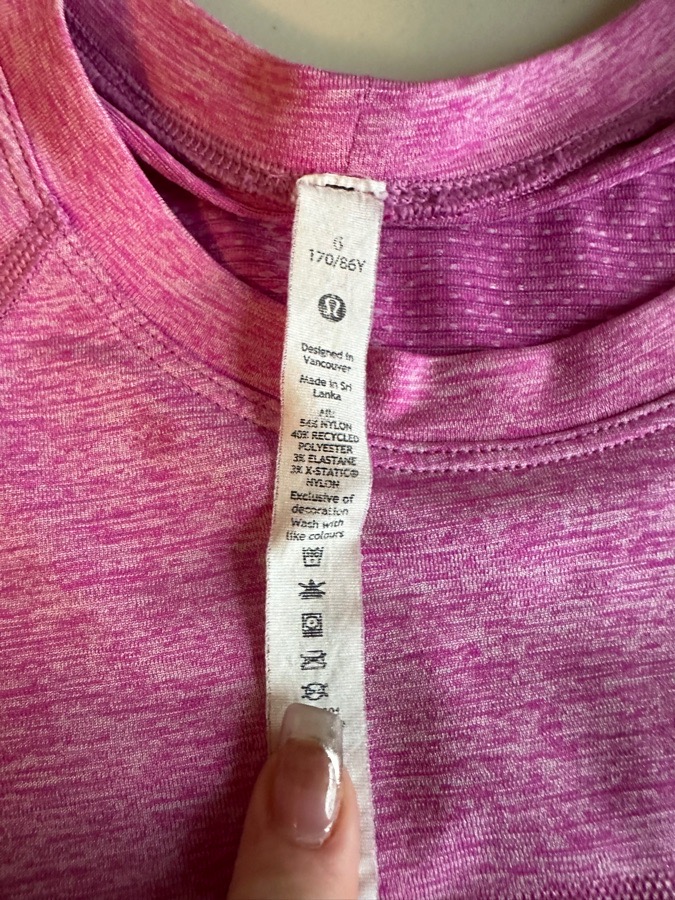 6
170/86Y
Designed in
Vancouver
Made in Sri
Lanka
54% NYLON
40% RECYCLED
POLYESTER
3% ELASTANE
3% X-STATIC®
NYLON
Exclusive of
decoration
Wash with
like colours